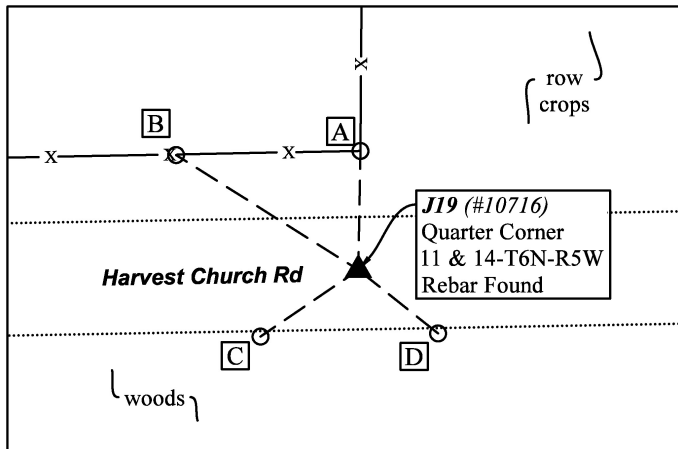 row
crops
B
A
X
X
X
X
J19 (#10716)
Quarter Corner
11 & 14-T6N-R5W
Rebar Found
Harvest Church Rd
C
D
woods